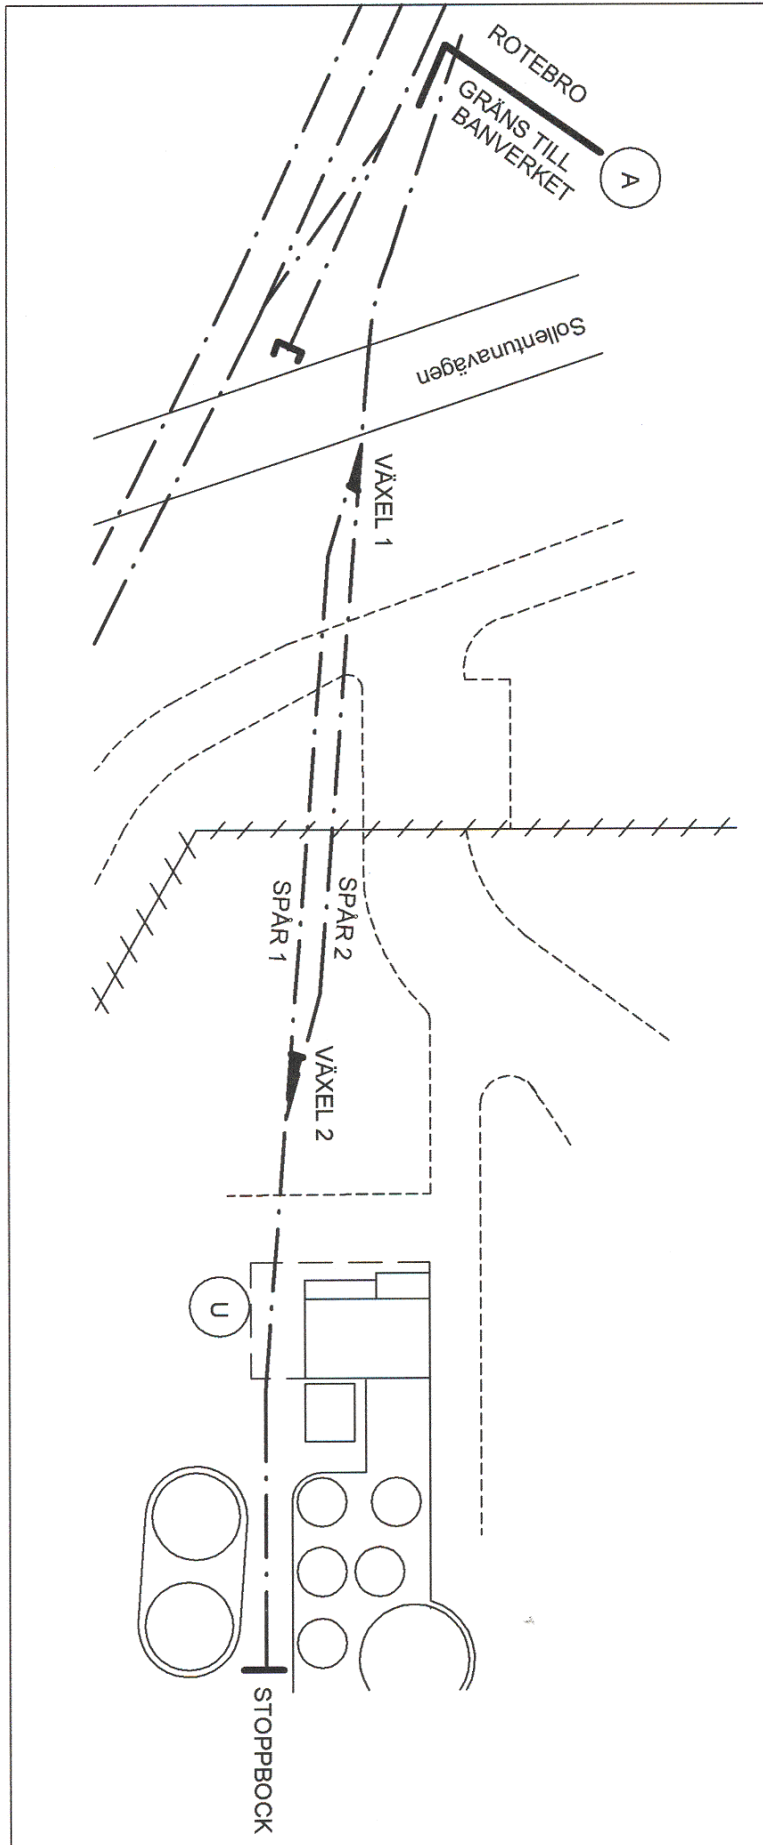 ROTEBRO
GRÄNS TILL
BANVERKET
A
Sollentunavägen
VÄXEL 1
SPÅR 2
SPÅR 1
VÄXEL 2
U
STOPPBOCK